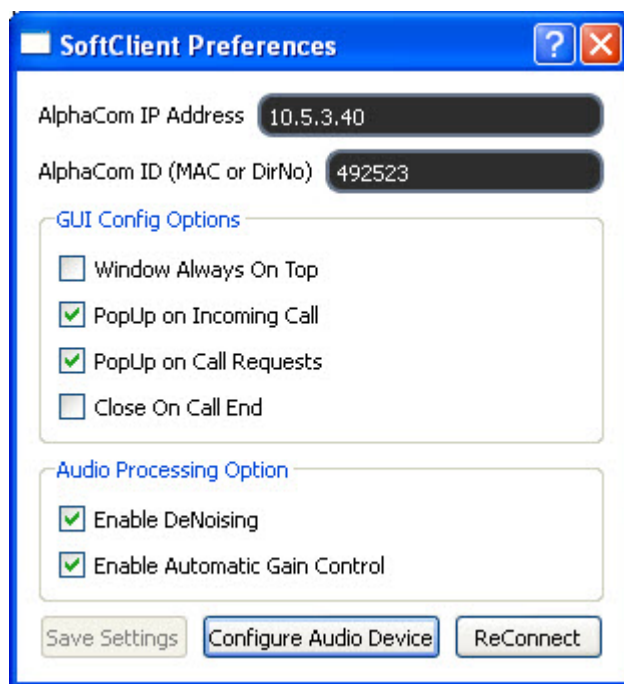 SoftClient Preferences
AlphaCom IP Address 10.5.3.40
AlphaCom ID (MAC or DirNo) 492523
GUI Config Options
Window Always On Top
PopUp on Incoming Call
PopUp on Call Requests
Close On Call End
Audio Processing Option
Enable DeNoising
Enable Automatic Gain Control
Save Settings Configure Audio Device ReConnect